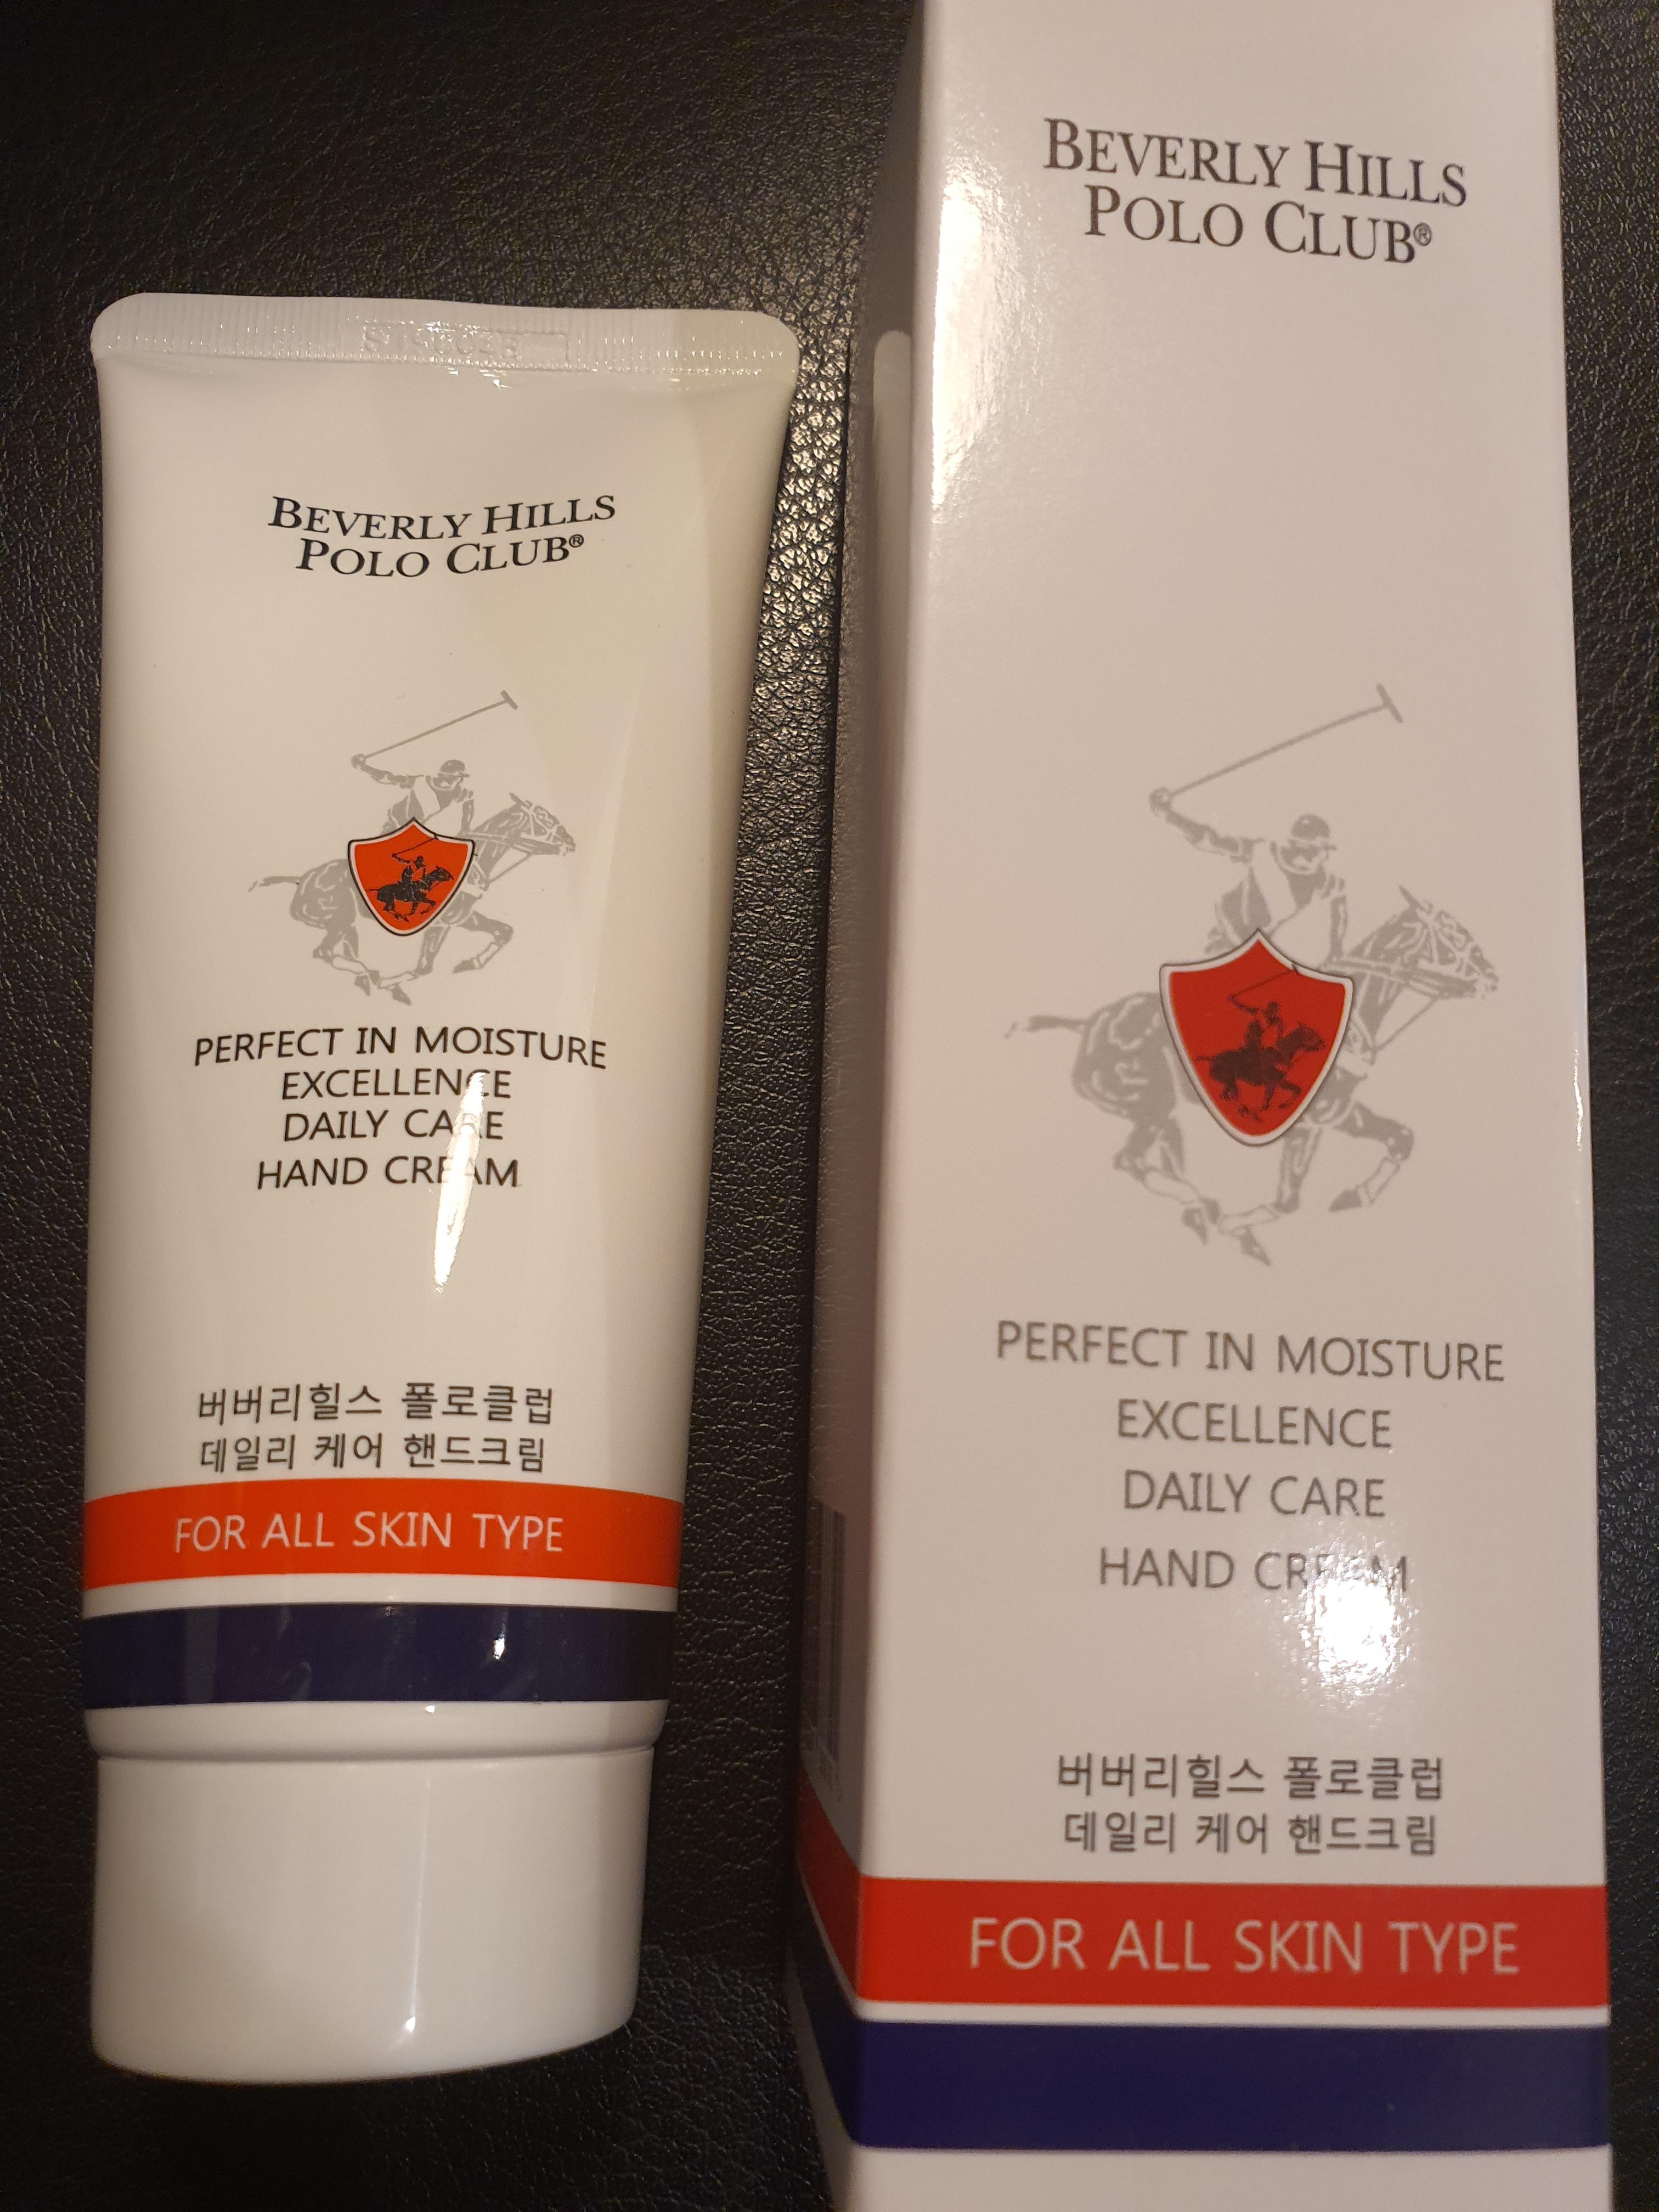 BEVERLY HILLS
POLO CLUB®
PERFECT IN MOISTURE
EXCELLENCE
DAILY CARE
HAND CREAM
버버리힐스 폴로클럽
데일리 케어 핸드크림
FOR ALL SKIN TYPE
BEVERLY HILLS
POLO CLUB®
PERFECT IN MOISTURE
EXCELLENCE
DAILY CARE
HAND CREAM
버버리힐스 폴로클럽
데일리 케어 핸드크림
FOR ALL SKIN TYPE